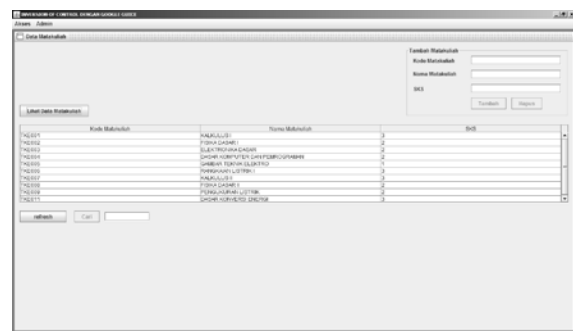 INVERSION OF CONTROL DENGAN GOOGLE GUICE
Akses Admin
Data Matakuliah
Tambah Matakuliah
Kode Matakuliah
Nama Matakuliah
SKS
Tambah Hapus
Lihat Data Matakuliah
Kode Matakuliah Nama Matakuliah SKS
TKE001 KALKULUS I 3
TKE002 FISIKA DASAR I 2
TKE003 ELEKTRONIKA DASAR 2
TKE004 DASAR KOMPUTER DAN PEMROGRAMAN 2
TKE005 GAMBAR TEKNIK ELEKTRO 1
TKE006 RANGKAIAN LISTRIK I 3
TKE007 KALKULUS II 3
TKE008 FISIKA DASAR II 2
TKE009 PENGUKURAN LISTRIK 2
TKE011 DASAR KONVERSI ENERGI 3
refresh Cari